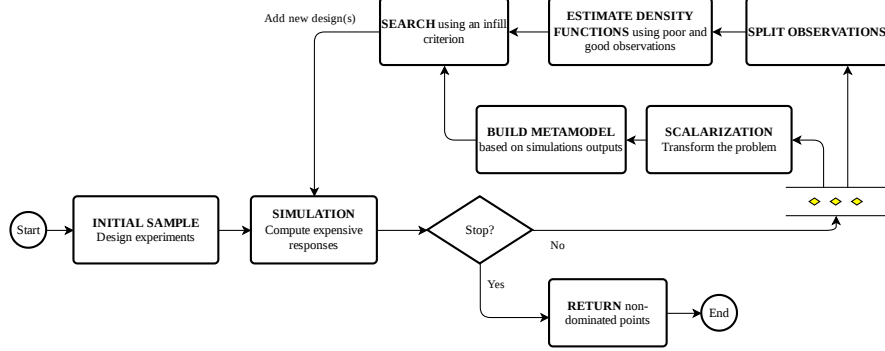 Add new design(s)
SEARCH using an infill
criterion
ESTIMATE DENSITY
FUNCTIONS using poor and
good observations
SPLIT OBSERVATIONS
BUILD METAMODEL
based on simulations outputs
SCALARIZATION
Transform the problem
Start
INITIAL SAMPLE
Design experiments
SIMULATION
Compute expensive
responses
Stop?
No
Yes
RETURN non-
dominated points
End